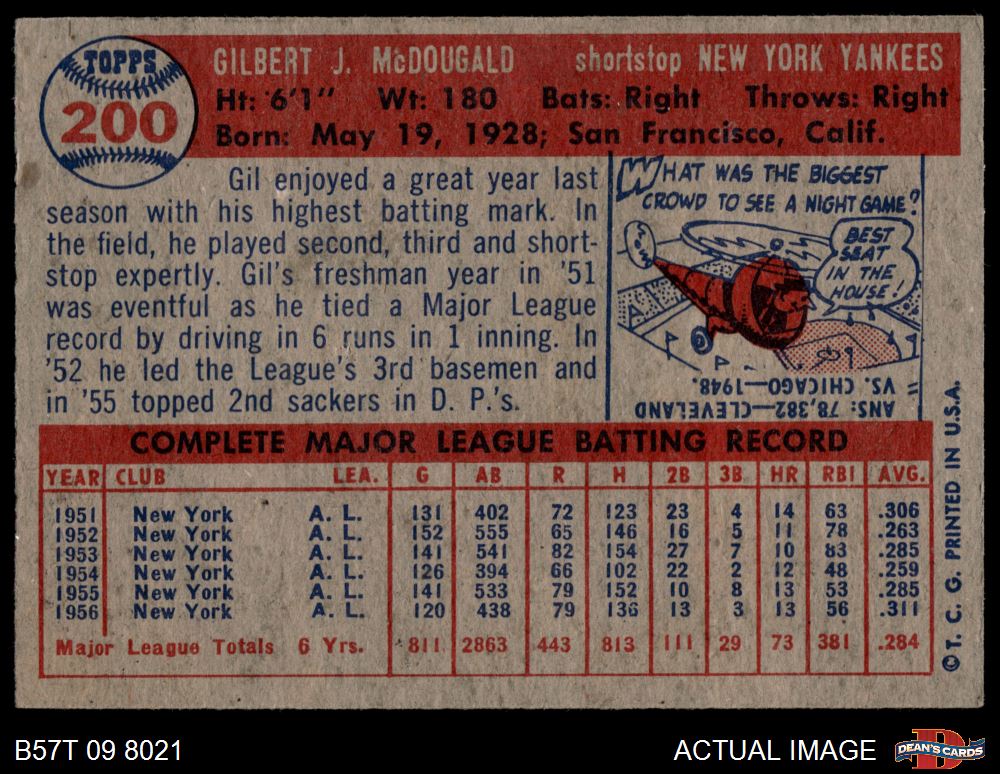 TOPPS
200
GILBERT J. McDOUGALD shortstop NEW YORK YANKEES
Ht: 6'1" Wt: 180 Bats: Right Throws: Right
Born: May 19, 1928; San Francisco, Calif.
Gil enjoyed a great year last
season with his highest batting mark. In
the field, he played second, third and short-
stop expertly. Gil's freshman year in '51
was eventful as he tied a Major League
record by driving in 6 runs in 1 inning. In
'52 he led the League's 3rd basemen and
in '55 topped 2nd sackers in D. P.'s.
WHAT WAS THE BIGGEST
CROWD TO SEE A NIGHT GAME?
BEST
SEAT
IN THE
HOUSE!
ANS: 78,382—CLEVELAND
VS. CHICAGO—1948.
COMPLETE MAJOR LEAGUE BATTING RECORD
YEAR CLUB LEA. G AB R H 2B 3B HR RBI AVG.
1951 New York A. L. 131 402 72 123 23 4 14 63 .306
1952 New York A. L. 152 555 65 146 16 5 11 78 .263
1953 New York A. L. 141 541 82 154 27 7 10 83 .285
1954 New York A. L. 126 394 66 102 22 2 12 48 .259
1955 New York A. L. 141 533 79 152 10 8 13 53 .285
1956 New York A. L. 120 438 79 136 13 3 13 56 .311
Major League Totals 6 Yrs. 811 2863 443 813 111 29 73 381 .284
© T. C. G. PRINTED IN U.S.A.
B57T 09 8021 ACTUAL IMAGE
DEAN'S CARDS